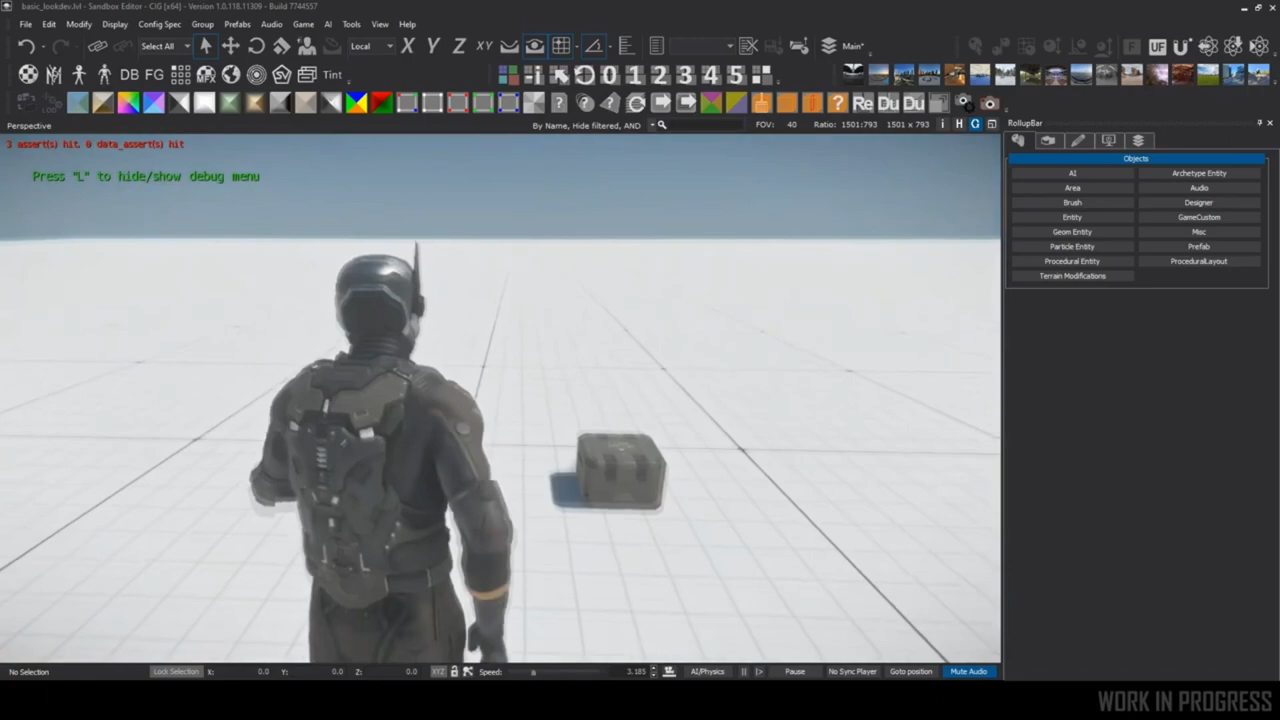 basic_lookdev.lvl - Sandbox Editor - CIG [x64] - Version 1.0.118.11309 - Build 7744557
File Edit Modify Display Config Spec Group Prefabs Audio Game AI Tools View Help
Select All Local X Y Z XY Main* UF
DB FG MFR SV Tint i 0 1 2 3 4 5
? ? ? ? Re Du Du
Perspective By Name, Hide filtered, AND FOV: 40 Ratio: 1501:793 1501 x 793 i H G
RollupBar
3 assert(s) hit, 0 data_assert(s) hit
Press "L" to hide/show debug menu
Objects
AI Archetype Entity
Area Audio
Brush Designer
Entity GameCustom
Geom Entity Misc
Particle Entity Prefab
Procedural Entity ProceduralLayout
Terrain Modifications
No Selection Lock Selection X: 0.0 Y: 0.0 Z: 0.0 XYZ Speed: 3.185 AI/Physics Pause No Sync Player Goto position Mute Audio
WORK IN PROGRESS